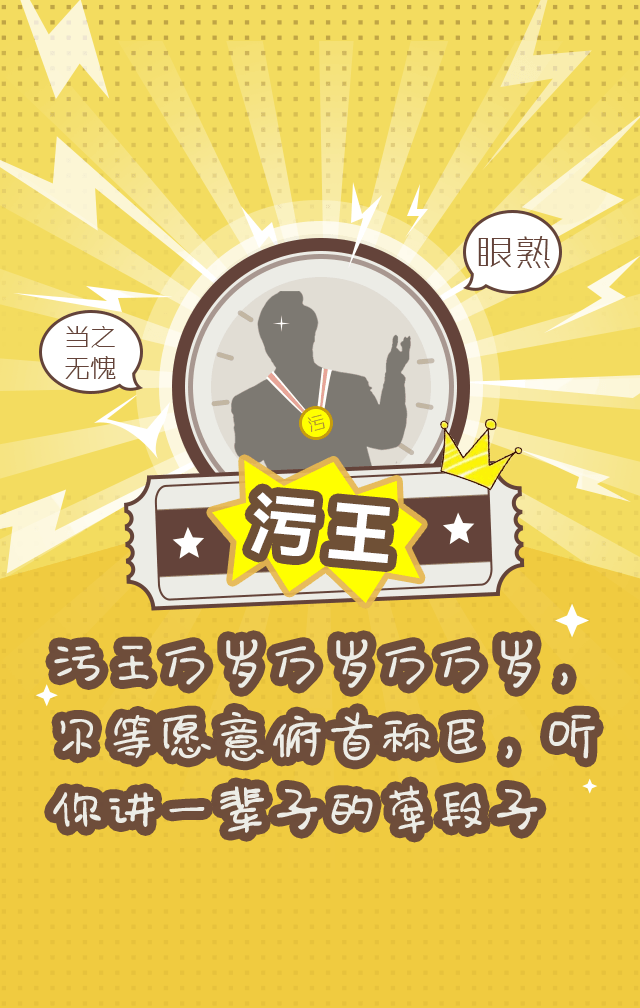 眼熟
当之
无愧
污
污王
污王万岁万岁万万岁，
尔等愿意俯首称臣，听
你讲一辈子的荤段子